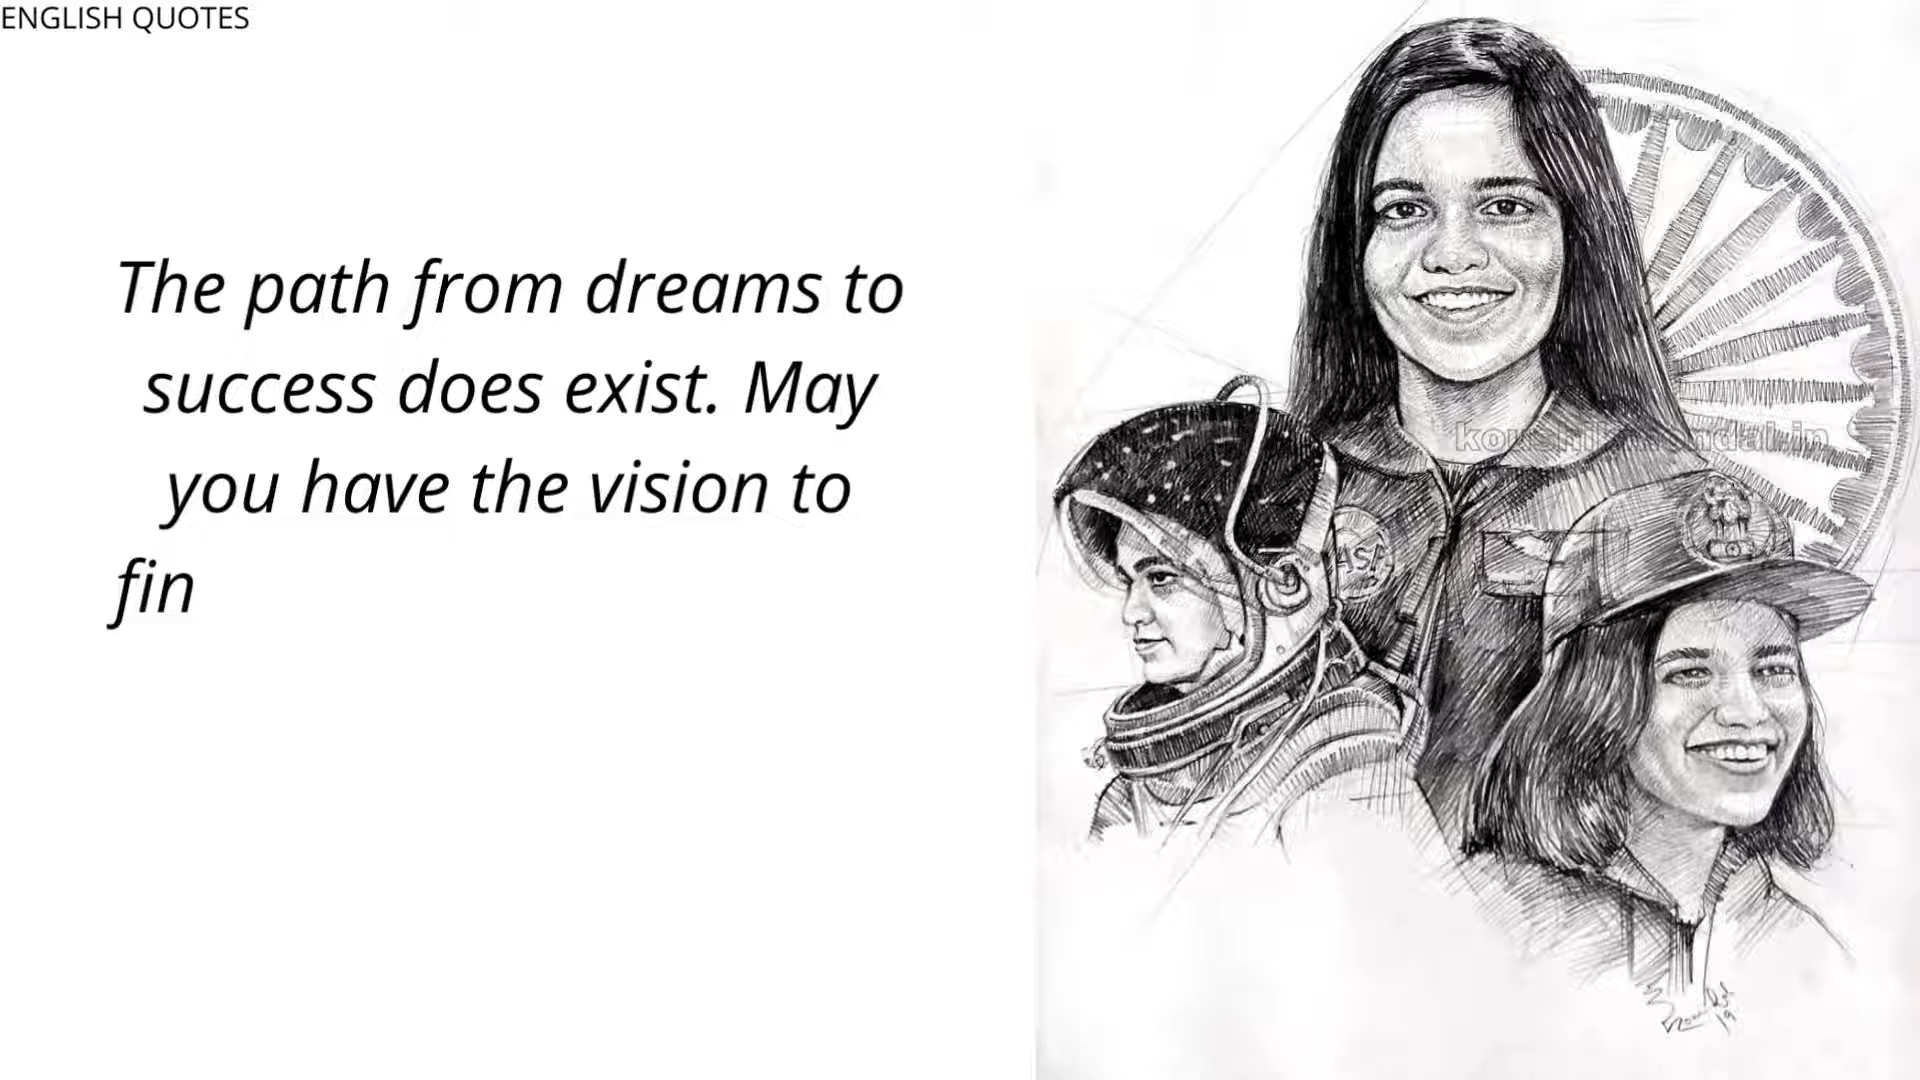 ENGLISH QUOTES
The path from dreams to
success does exist. May
you have the vision to
fin